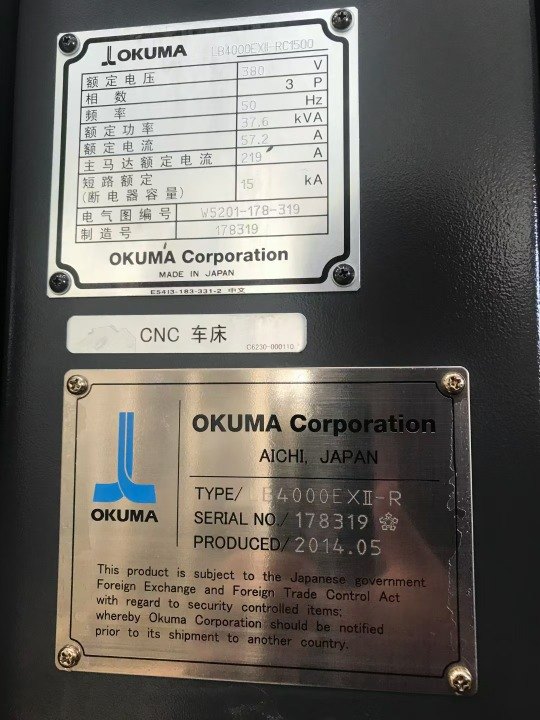 OKUMA LB4000EXⅡ-RC1500
额定电压 380 V
相数 3 P
频率 50 Hz
额定功率 37.6 kVA
额定电流 57.2 A
主马达额定电流 219 A
短路额定
(断电器容量) 15 kA
电气图编号 W5201-178-319
制造号 178319
OKUMA Corporation
MADE IN JAPAN
E5413-183-331-2 中文
CNC 车床
C6230-000110
OKUMA
OKUMA Corporation
AICHI, JAPAN
TYPE/ LB4000EXⅡ-R
SERIAL NO./ 178319
PRODUCED/ 2014.05
This product is subject to the Japanese government
Foreign Exchange and Foreign Trade Control Act
with regard to security controlled items;
whereby Okuma Corporation should be notified
prior to its shipment to another country.